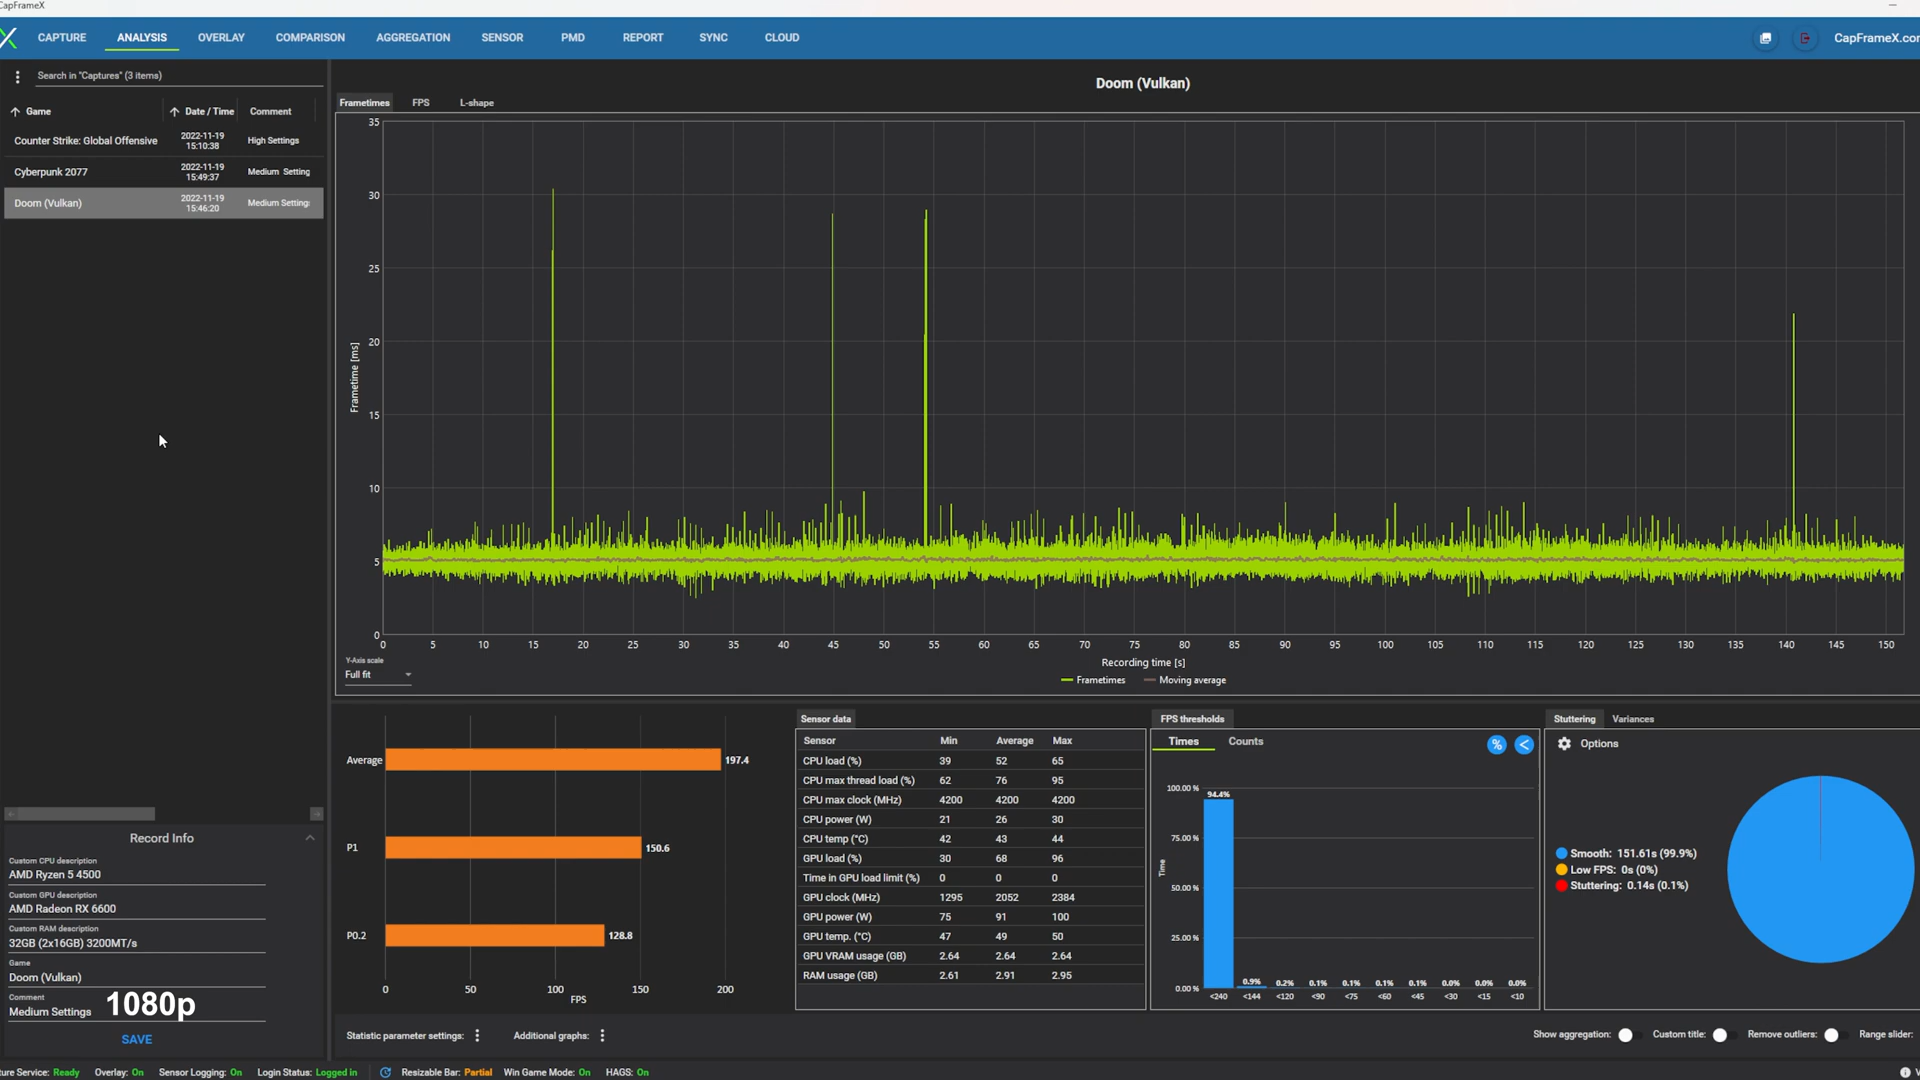 CapFrameX
CAPTURE ANALYSIS OVERLAY COMPARISON AGGREGATION SENSOR PMD REPORT SYNC CLOUD
Search in "Captures" (3 items)
Game Date / Time Comment
Counter Strike: Global Offensive 2022-11-19 15:10:38 High Settings
Cyberpunk 2077 2022-11-19 15:49:37 Medium Setting
Doom (Vulkan) 2022-11-19 15:46:20 Medium Setting
Doom (Vulkan)
Frametimes FPS L-shape
Frametime [ms]
35
30
25
20
15
10
5
0
0 5 10 15 20 25 30 35 40 45 50 55 60 65 70 75 80 85 90 95 100 105 110 115 120 125 130 135 140 145 150
Recording time [s]
Frametimes Moving average
Y-Axis scale
Full fit
Record Info
Custom CPU description
AMD Ryzen 5 4500
Custom GPU description
AMD Radeon RX 6600
Custom RAM description
32GB (2x16GB) 3200MT/s
Game
Doom (Vulkan)
Comment
Medium Settings 1080p
SAVE
Average 197.4
P1 150.6
P0.2 128.8
0 50 100 150 200
FPS
Statistic parameter settings: Additional graphs:
Sensor data
Sensor Min Average Max
CPU load (%) 39 52 65
CPU max thread load (%) 62 76 95
CPU max clock (MHz) 4200 4200 4200
CPU power (W) 21 26 30
CPU temp (°C) 42 43 44
GPU load (%) 30 68 96
Time in GPU load limit (%) 0 0 0
GPU clock (MHz) 1295 2052 2384
GPU power (W) 75 91 100
GPU temp. (°C) 47 49 50
GPU VRAM usage (GB) 2.64 2.64 2.64
RAM usage (GB) 2.61 2.91 2.95
FPS thresholds
Times Counts % <
Time
100.00 %
75.00 %
50.00 %
25.00 %
0.00 %
94.4% 0.9% 0.2% 0.1% 0.1% 0.1% 0.1% 0.0% 0.0% 0.0%
<240 <144 <120 <90 <75 <60 <45 <30 <15 <10
Stuttering Variances
Options
Smooth: 151.61s (99.9%)
Low FPS: 0s (0%)
Stuttering: 0.14s (0.1%)
Show aggregation: Custom title: Remove outliers: Range slider:
ture Service: Ready Overlay: On Sensor Logging: On Login Status: Logged in Resizable Bar: Partial Win Game Mode: On HAGS: On